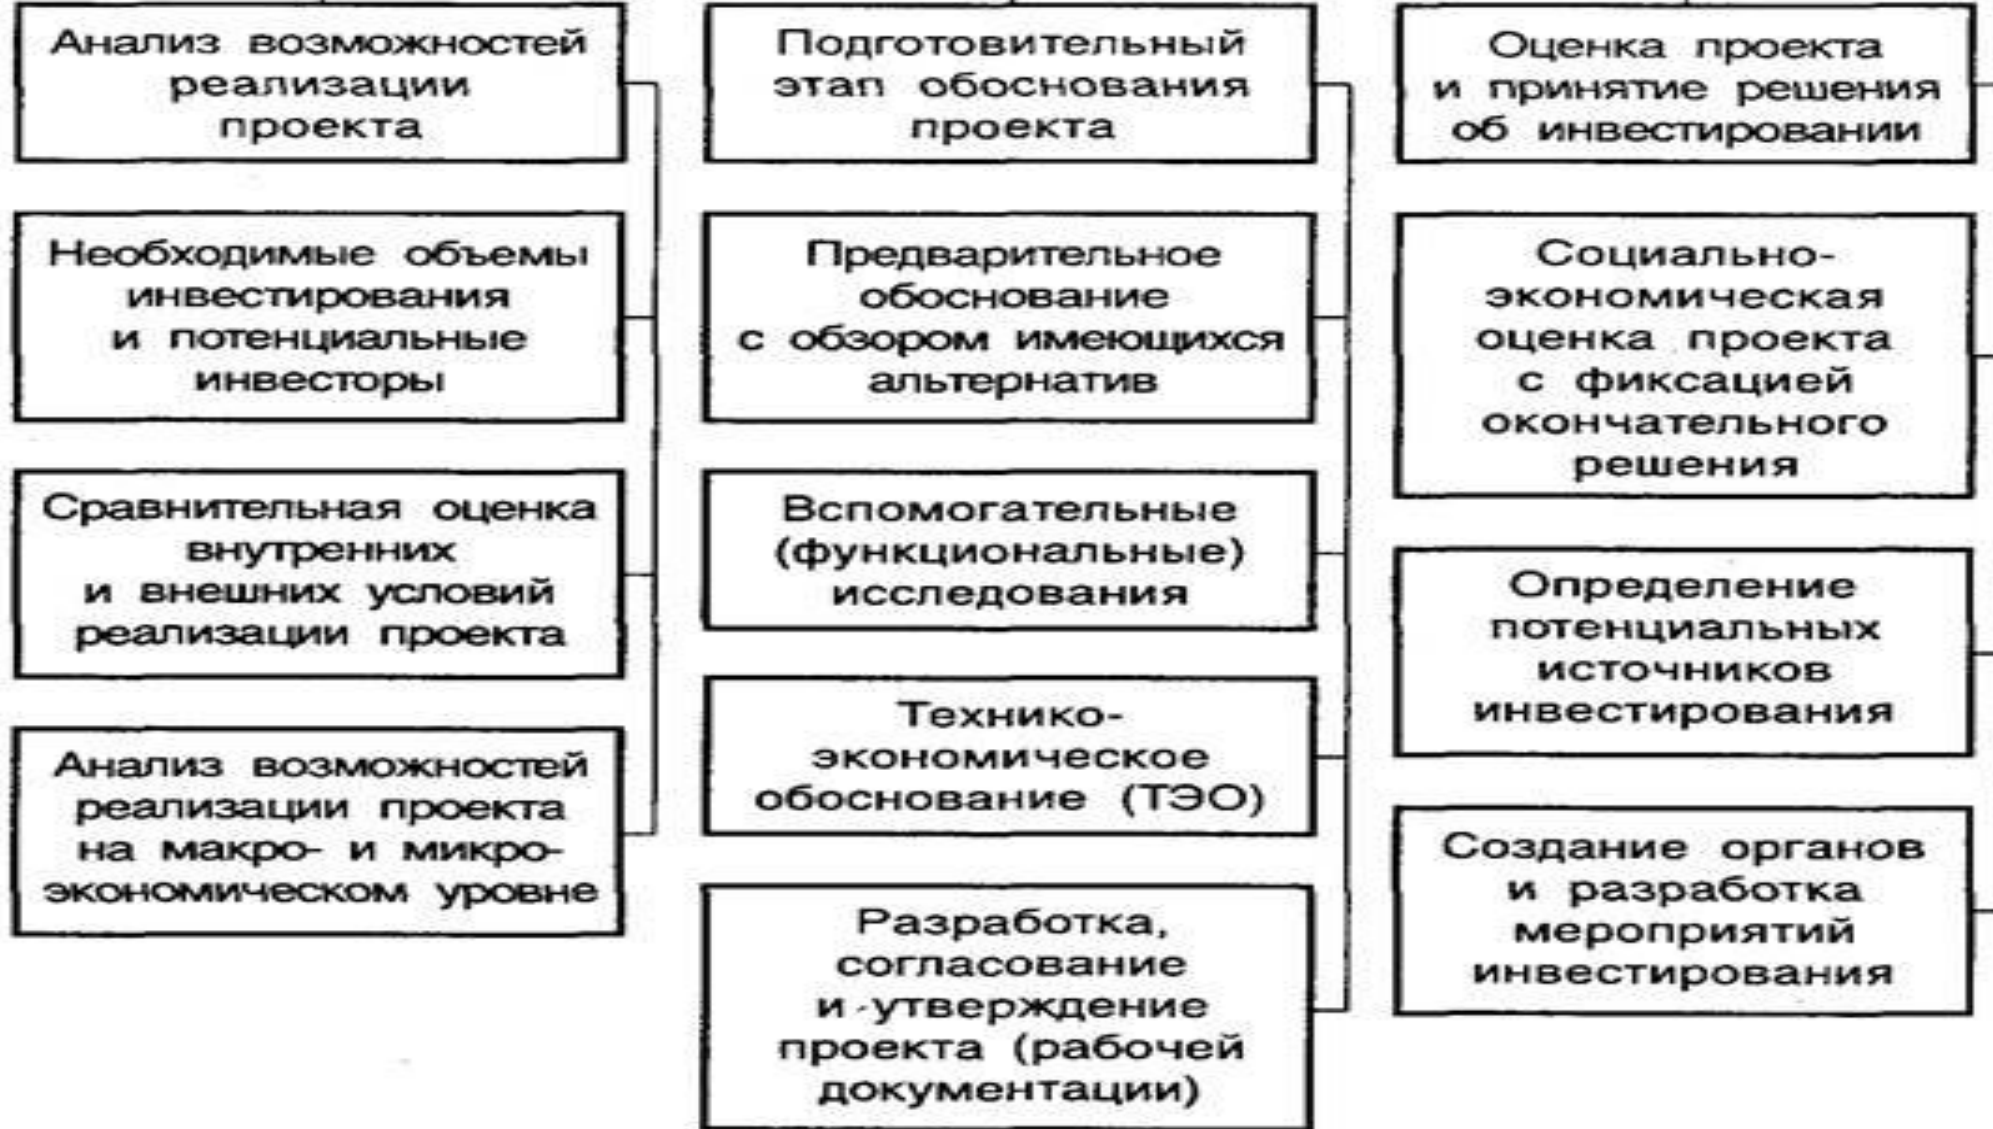 Анализ возможностей
реализации
проекта
Необходимые объемы
инвестирования
и потенциальные
инвесторы
Сравнительная оценка
внутренних
и внешних условий
реализации проекта
Анализ возможностей
реализации проекта
на макро- и микро-
экономическом уровне
Подготовительный
этап обоснования
проекта
Предварительное
обоснование
с обзором имеющихся
альтернатив
Вспомогательные
(функциональные)
исследования
Технико-
экономическое
обоснование (ТЭО)
Разработка,
согласование
и утверждение
проекта (рабочей
документации)
Оценка проекта
и принятие решения
об инвестировании
Социально-
экономическая
оценка проекта
с фиксацией
окончательного
решения
Определение
потенциальных
источников
инвестирования
Создание органов
и разработка
мероприятий
инвестирования